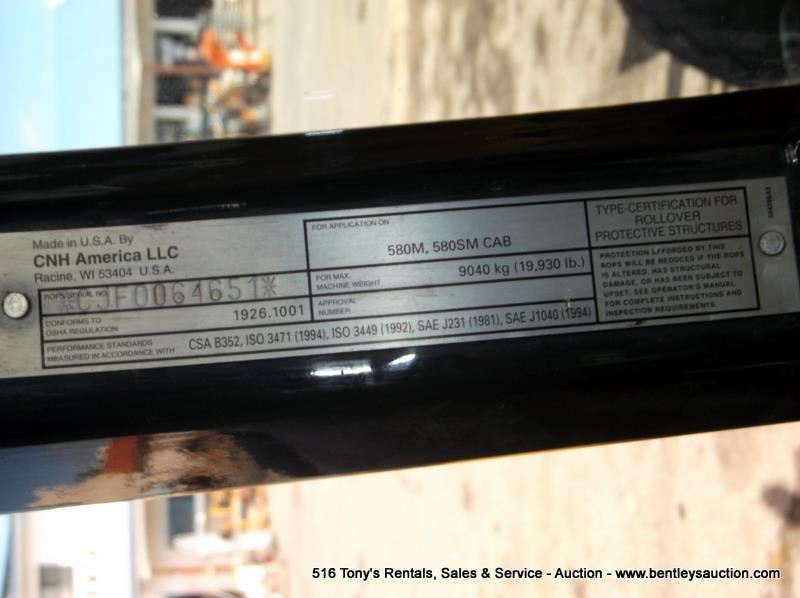 Made in U.S.A. By
CNH America LLC
Racine, WI 53404 U.S.A.
ROPS SERIAL NO.
*CJF0064651*
CONFORMS TO
OSHA REGULATION
1926.1001
PERFORMANCE STANDARDS
MEASURED IN ACCORDANCE WITH
CSA B352, ISO 3471 (1994), ISO 3449 (1992), SAE J231 (1981), SAE J1040 (1994)
FOR APPLICATION ON
580M, 580SM CAB
FOR MAX.
MACHINE WEIGHT
9040 kg (19,930 lb.)
APPROVAL
NUMBER
TYPE-CERTIFICATION FOR
ROLLOVER
PROTECTIVE STRUCTURES
PROTECTION AFFORDED BY THIS
ROPS WILL BE REDUCED IF THE ROPS
IS ALTERED, HAS STRUCTURAL
DAMAGE, OR HAS BEEN SUBJECT TO
UPSET. SEE OPERATOR'S MANUAL
FOR COMPLETE INSTRUCTIONS AND
INSPECTION REQUIREMENTS.
516 Tony's Rentals, Sales & Service - Auction - www.bentleysauction.com